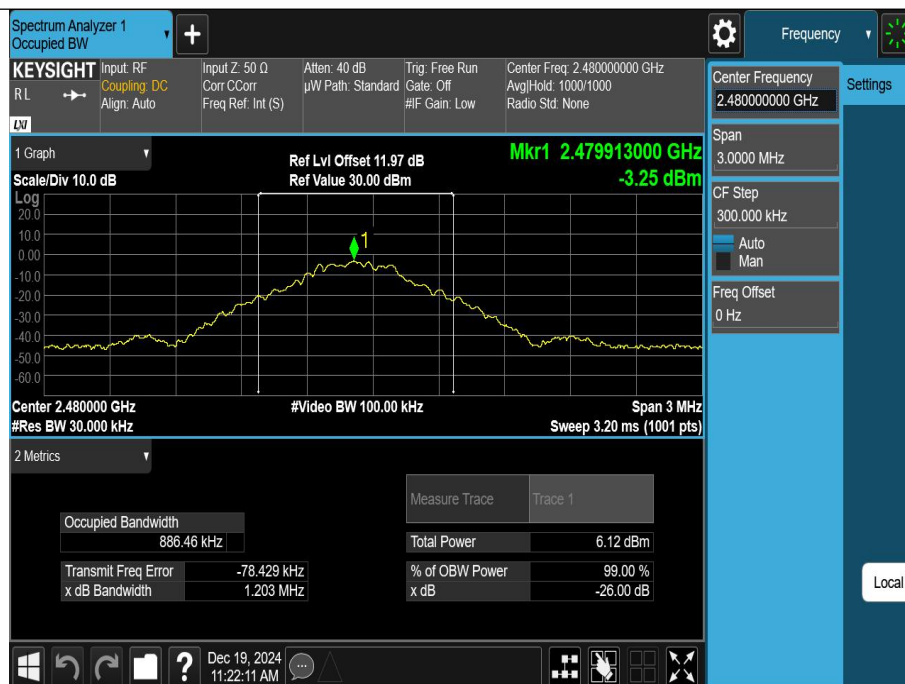 Spectrum Analyzer 1
Occupied BW
+
Frequency
KEYSIGHT
RL
LXI
Input: RF
Coupling: DC
Align: Auto
Input Z: 50 Ω
Corr CCorr
Freq Ref: Int (S)
Atten: 40 dB
µW Path: Standard
Trig: Free Run
Gate: Off
#IF Gain: Low
Center Freq: 2.480000000 GHz
Avg|Hold: 1000/1000
Radio Std: None
Center Frequency
2.480000000 GHz
Settings
Span
3.0000 MHz
CF Step
300.000 kHz
Auto
Man
Freq Offset
0 Hz
Local
1 Graph
Scale/Div 10.0 dB
Ref Lvl Offset 11.97 dB
Ref Value 30.00 dBm
Mkr1 2.479913000 GHz
-3.25 dBm
Log
20.0
10.0
0.00
-10.0
-20.0
-30.0
-40.0
-50.0
-60.0
1
Center 2.480000 GHz
#Video BW 100.00 kHz
Span 3 MHz
#Res BW 30.000 kHz
Sweep 3.20 ms (1001 pts)
2 Metrics
Measure Trace Trace 1
Occupied Bandwidth
886.46 kHz
Total Power 6.12 dBm
Transmit Freq Error -78.429 kHz
% of OBW Power 99.00 %
x dB Bandwidth 1.203 MHz
x dB -26.00 dB
?
Dec 19, 2024
11:22:11 AM